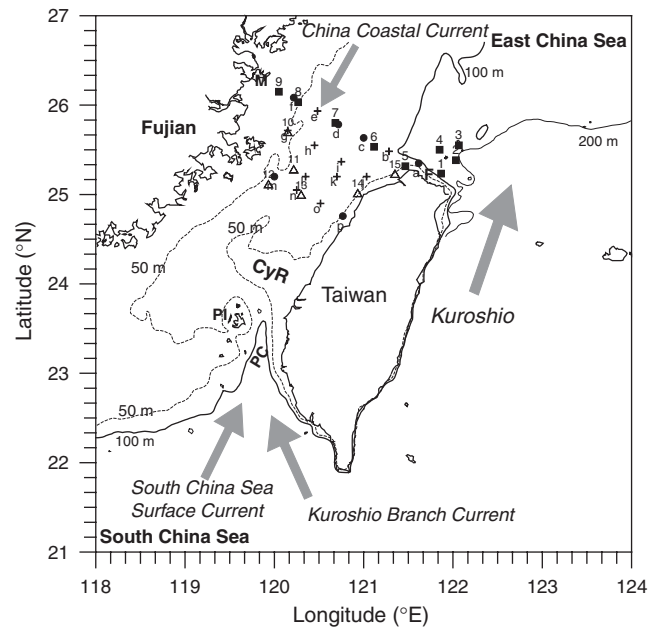 27
26
25
24
23
22
21
Latitude (°N)
China Coastal Current
East China Sea
100 m
M
9
8
f
e
10
g
7
d
Fujian
h
c
6
b
4
3
200 m
11
j
5
a
1
12
m
13
n
k
14
15
o
p
50 m
50 m
CyR
Taiwan
Kuroshio
PI
PC
50 m
100 m
South China Sea
Surface Current
Kuroshio Branch Current
South China Sea
118
119
120
121
122
123
124
Longitude (°E)